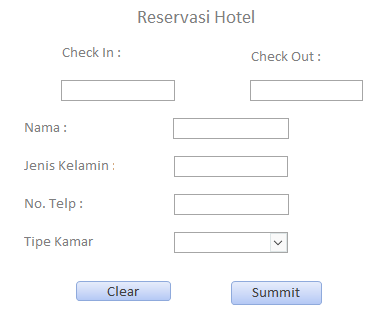 Reservasi Hotel
Check In :
Check Out :
Nama :
Jenis Kelamin :
No. Telp :
Tipe Kamar
Clear
Summit